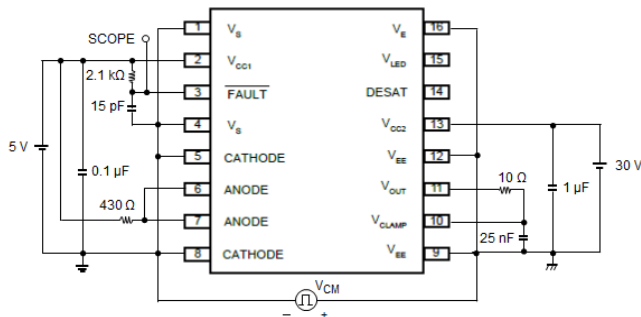 SCOPE
5 V
2.1 kΩ
15 pF
0.1 µF
430 Ω
1 VS
2 VCC1
3 FAULT
4 VS
5 CATHODE
6 ANODE
7 ANODE
8 CATHODE
VE 16
VLED 15
DESAT 14
VCC2 13
VEE 12
VOUT 11
VCLAMP 10
VEE 9
10 Ω
25 nF
1 µF
30 V
VCM
− +